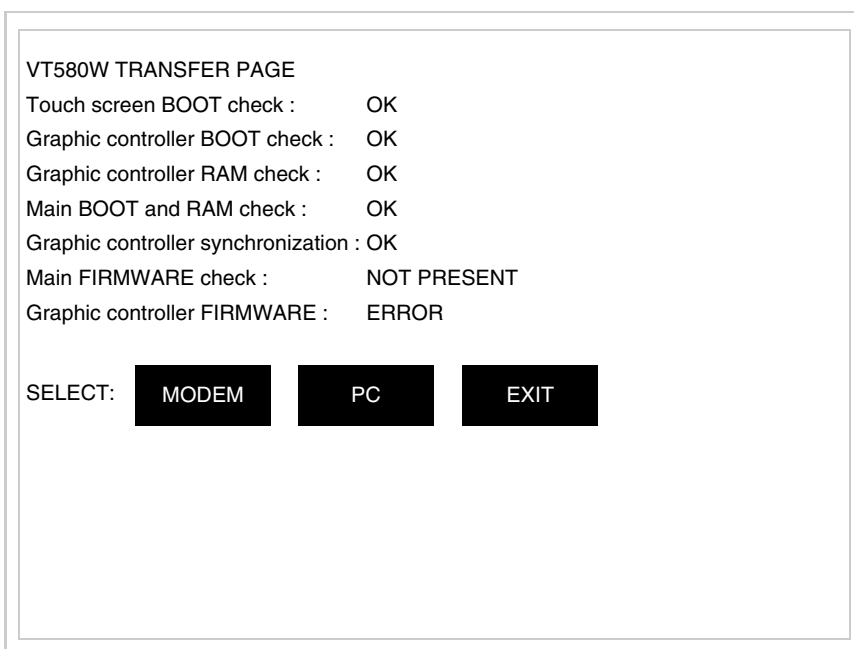 VT580W TRANSFER PAGE
Touch screen BOOT check : OK
Graphic controller BOOT check : OK
Graphic controller RAM check : OK
Main BOOT and RAM check : OK
Graphic controller synchronization : OK
Main FIRMWARE check : NOT PRESENT
Graphic controller FIRMWARE : ERROR
SELECT: MODEM PC EXIT